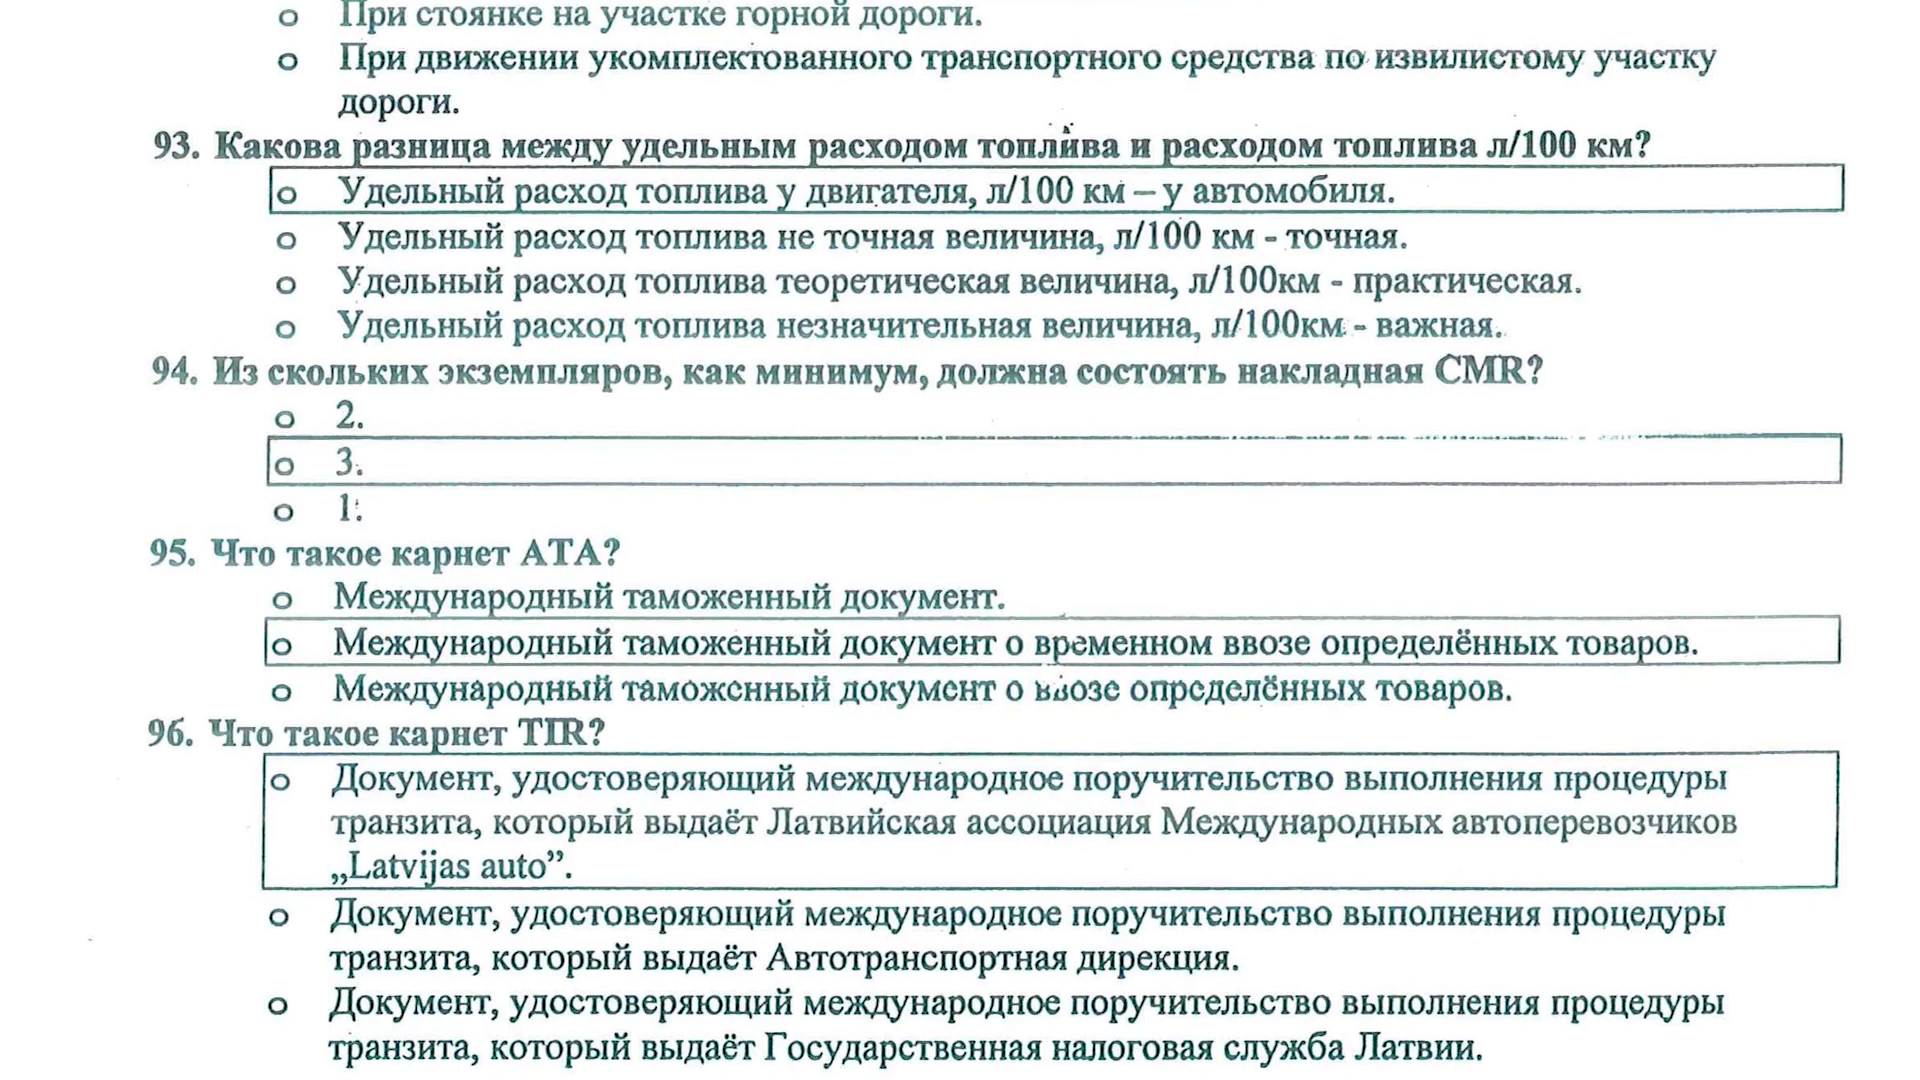 o При стоянке на участке горной дороги.
o При движении укомплектованного транспортного средства по извилистому участку
дороги.
93. Какова разница между удельным расходом топлива и расходом топлива л/100 км?
o Удельный расход топлива у двигателя, л/100 км – у автомобиля.
o Удельный расход топлива не точная величина, л/100 км - точная.
o Удельный расход топлива теоретическая величина, л/100км - практическая.
o Удельный расход топлива незначительная величина, л/100км - важная.
94. Из скольких экземпляров, как минимум, должна состоять накладная CMR?
o 2.
o 3.
o 1.
95. Что такое карнет АТА?
o Международный таможенный документ.
o Международный таможенный документ о временном ввозе определённых товаров.
o Международный таможенный документ о ввозе определённых товаров.
96. Что такое карнет TIR?
o Документ, удостоверяющий международное поручительство выполнения процедуры
транзита, который выдаёт Латвийская ассоциация Международных автоперевозчиков
„Latvijas auto”.
o Документ, удостоверяющий международное поручительство выполнения процедуры
транзита, который выдаёт Автотранспортная дирекция.
o Документ, удостоверяющий международное поручительство выполнения процедуры
транзита, который выдаёт Государственная налоговая служба Латвии.